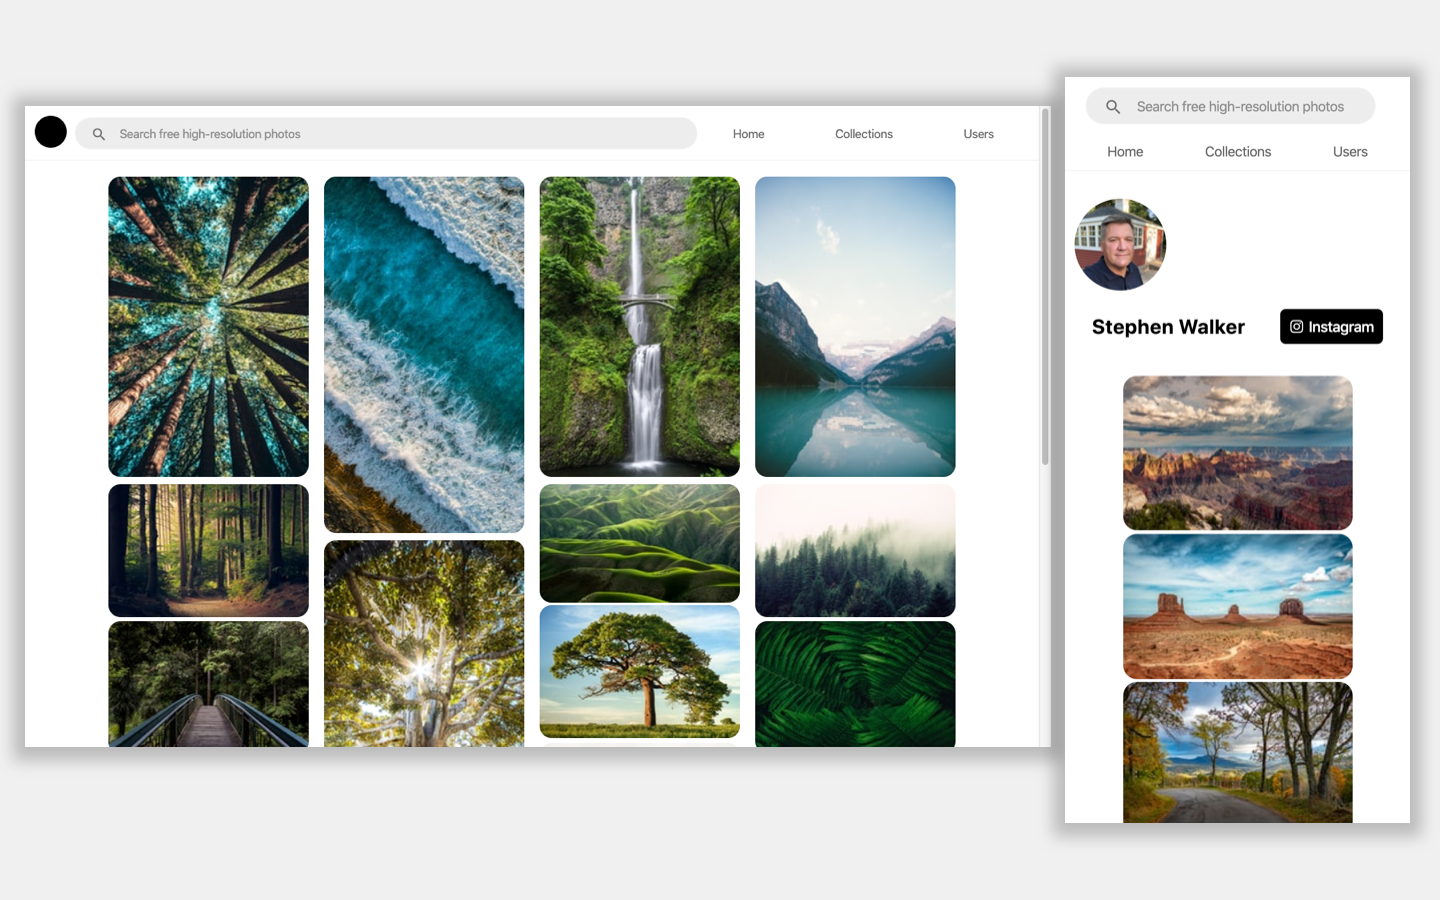 Search free high-resolution photos
Home
Collections
Users
Search free high-resolution photos
Home
Collections
Users
Stephen Walker
Instagram